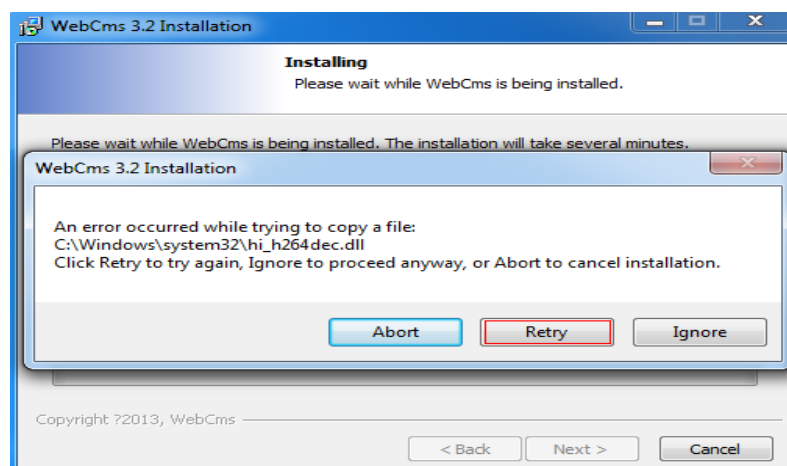 WebCms 3.2 Installation
Installing
Please wait while WebCms is being installed.
Please wait while WebCms is being installed. The installation will take several minutes.
WebCms 3.2 Installation
An error occurred while trying to copy a file:
C:\Windows\system32\hi_h264dec.dll
Click Retry to try again, Ignore to proceed anyway, or Abort to cancel installation.
Abort Retry Ignore
Copyright ?2013, WebCms
< Back Next > Cancel